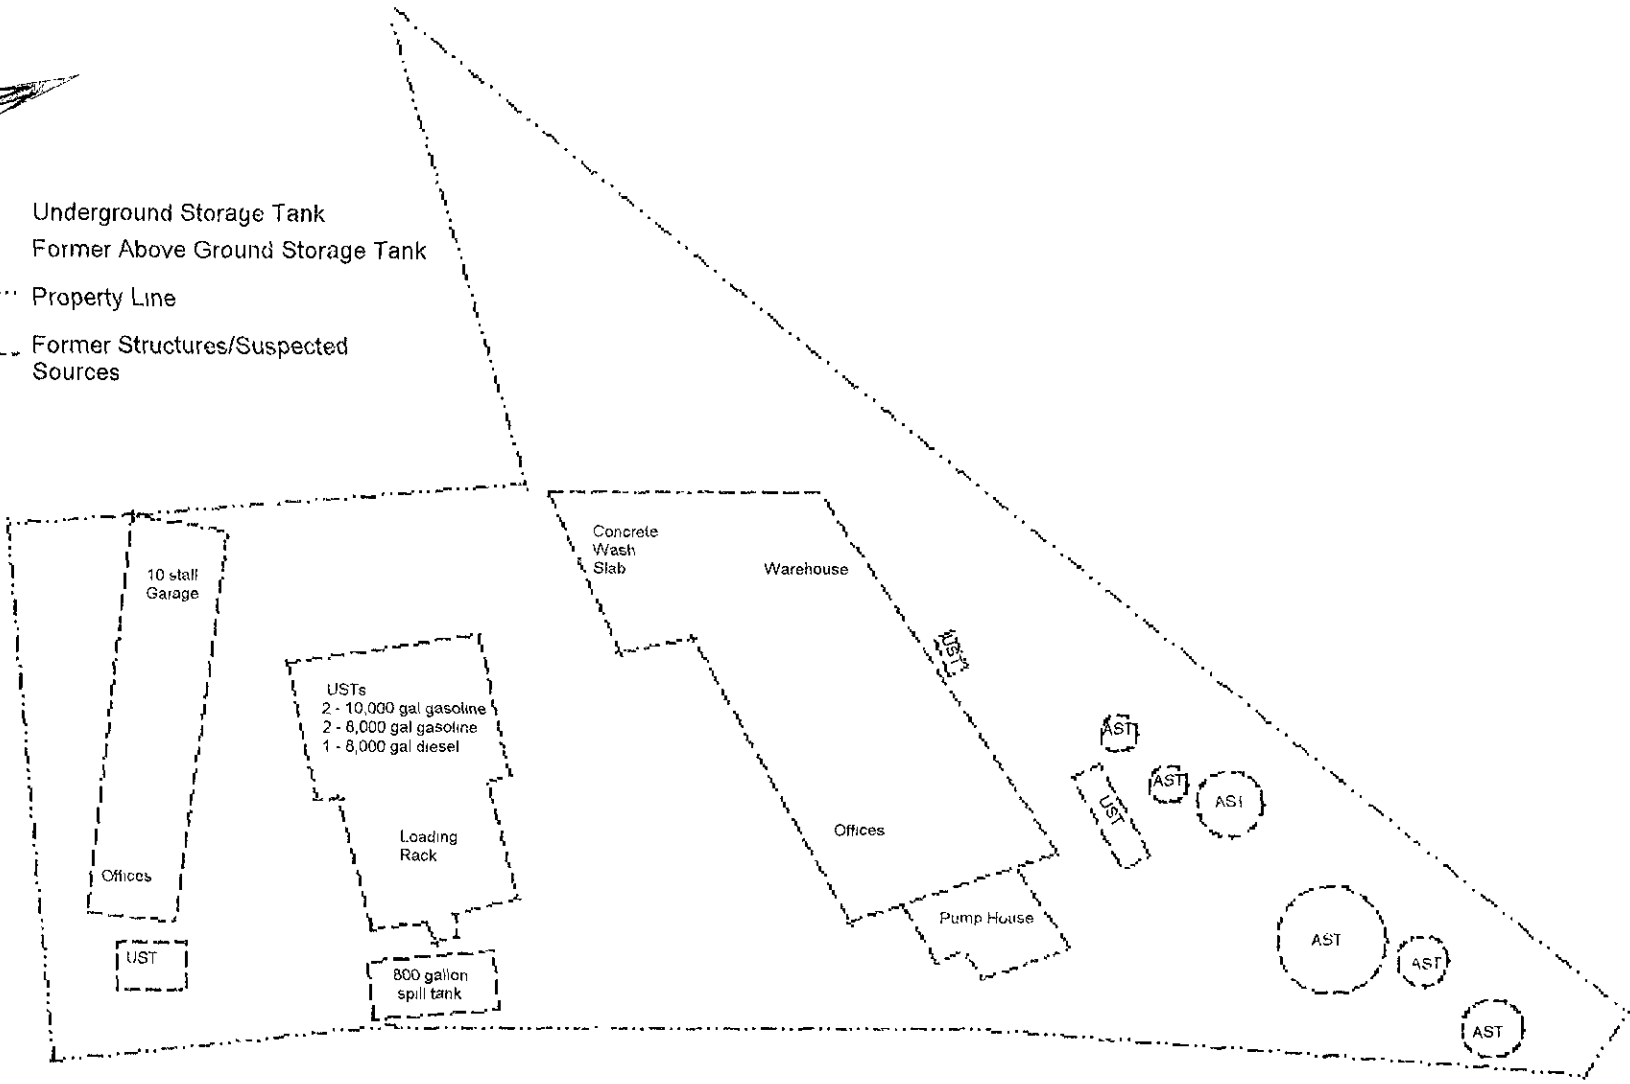 Underground Storage Tank
Former Above Ground Storage Tank
Property Line
Former Structures/Suspected
Sources
Concrete
Wash
Slab
Warehouse
10 stall
Garage
UST
USTs
2 - 10,000 gal gasoline
2 - 8,000 gal gasoline
1 - 8,000 gal diesel
AST
AST
AST
UST
Loading
Rack
Offices
Offices
Pump House
AST
AST
UST
800 gallon
spill tank
AST